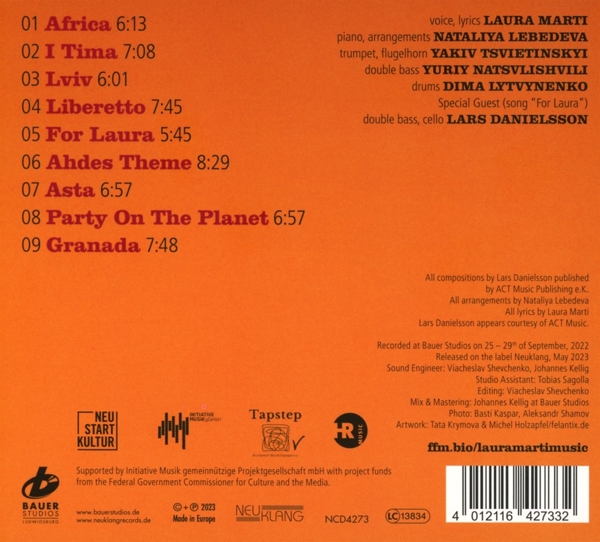 01 Africa 6:13
02 I Tima 7:08
03 Lviv 6:01
04 Liberetto 7:45
05 For Laura 5:45
06 Ahdes Theme 8:29
07 Asta 6:57
08 Party On The Planet 6:57
09 Granada 7:48
voice, lyrics LAURA MARTI
piano, arrangements NATALIYA LEBEDEVA
trumpet, flugelhorn YAKIV TSVIETINSKYI
double bass YURIY NATSVLISHVILI
drums DIMA LYTVYNENKO
Special Guest (song "For Laura")
double bass, cello LARS DANIELSSON
All compositions by Lars Danielsson published
by ACT Music Publishing e.K.
All arrangements by Nataliya Lebedeva
All lyrics by Laura Marti
Lars Danielsson appears courtesy of ACT Music.
Recorded at Bauer Studios on 25 – 29th of September, 2022
Released on the label Neuklang, May 2023
Sound Engineer: Viacheslav Shevchenko, Johannes Kellig
Studio Assistant: Tobias Sagolla
Editing: Viacheslav Shevchenko
Mix & Mastering: Johannes Kellig at Bauer Studios
Photo: Basti Kaspar, Aleksandr Shamov
Artwork: Tata Krymova & Michel Holzapfel/felantix.de
ffm.bio/lauramartimusic
NEU
START
KULTUR
INITIATIVE
MUSIK gGmbH
Tapstep
HR
MUSIC
Supported by Initiative Musik gemeinnützige Projektgesellschaft mbH with project funds
from the Federal Government Commissioner for Culture and the Media.
BAUER
STUDIOS
LUDWIGSBURG
www.bauerstudios.de
www.neuklangrecords.de
© + ℗ 2023
Made in Europe
NEUKLANG
NCD4273
LC 13834
4 012116 427332